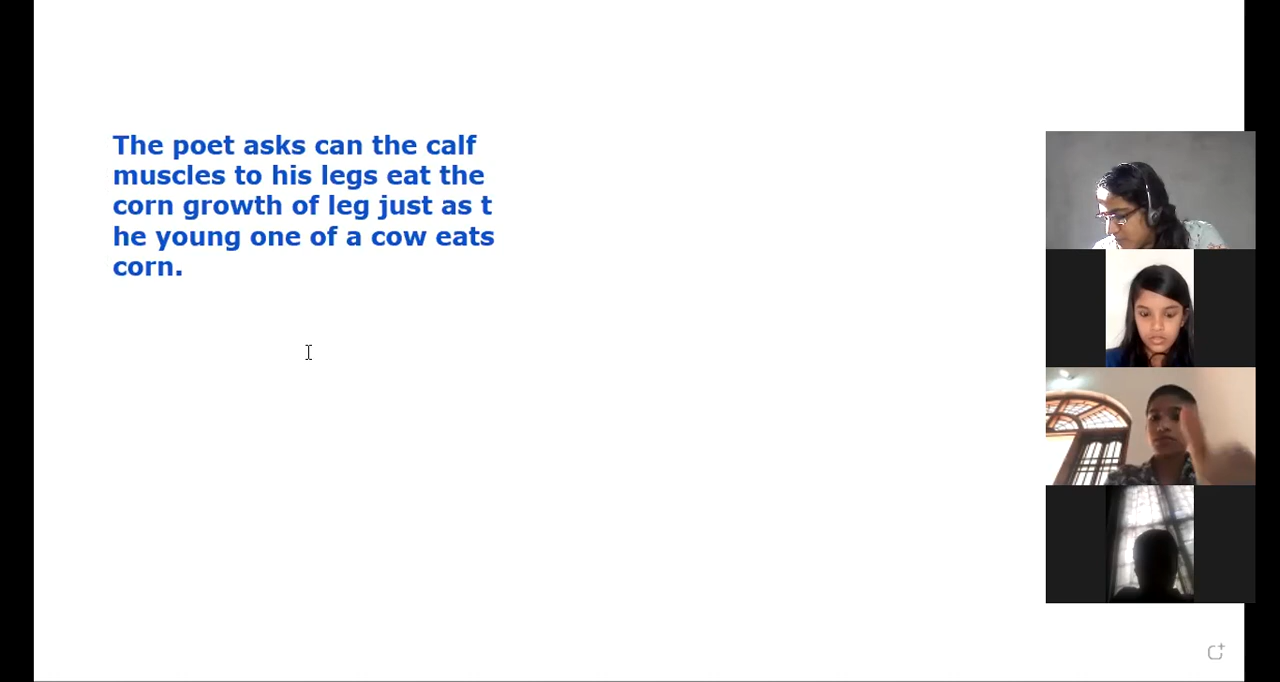 The poet asks can the calf
muscles to his legs eat the
corn growth of leg just as t
he young one of a cow eats
corn.